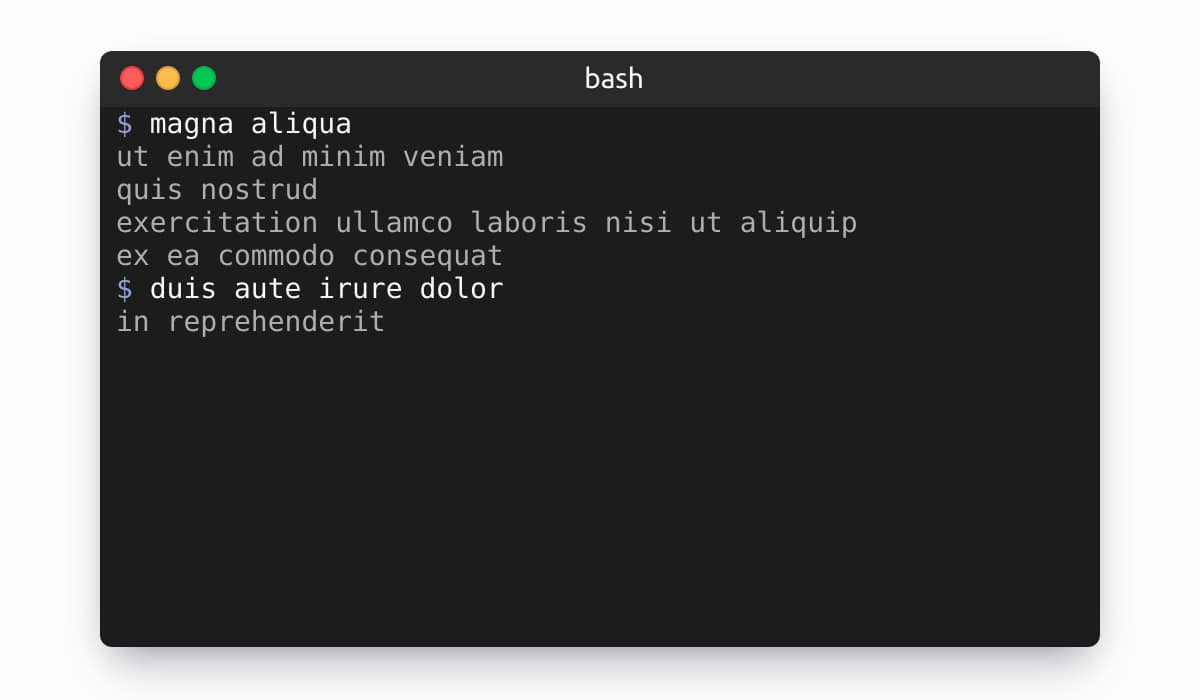 bash
$ magna aliqua
ut enim ad minim veniam
quis nostrud
exercitation ullamco laboris nisi ut aliquip
ex ea commodo consequat
$ duis aute irure dolor
in reprehenderit